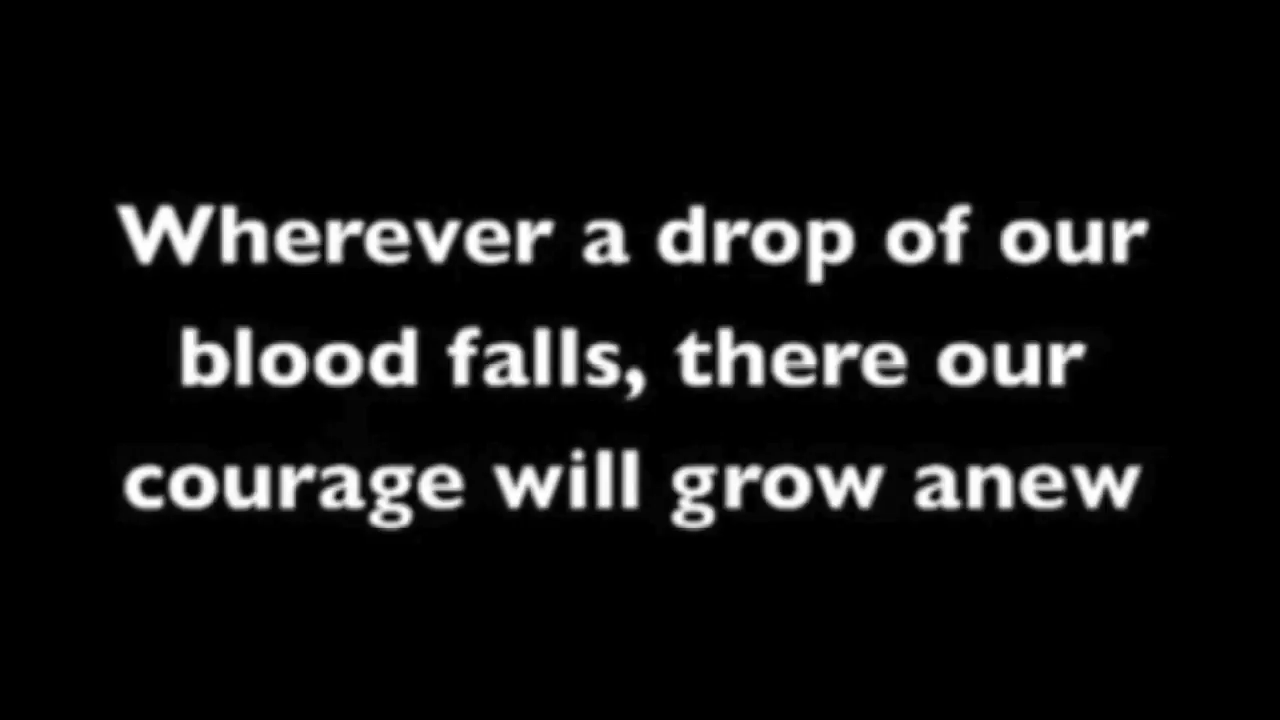 Wherever a drop of our
blood falls, there our
courage will grow anew